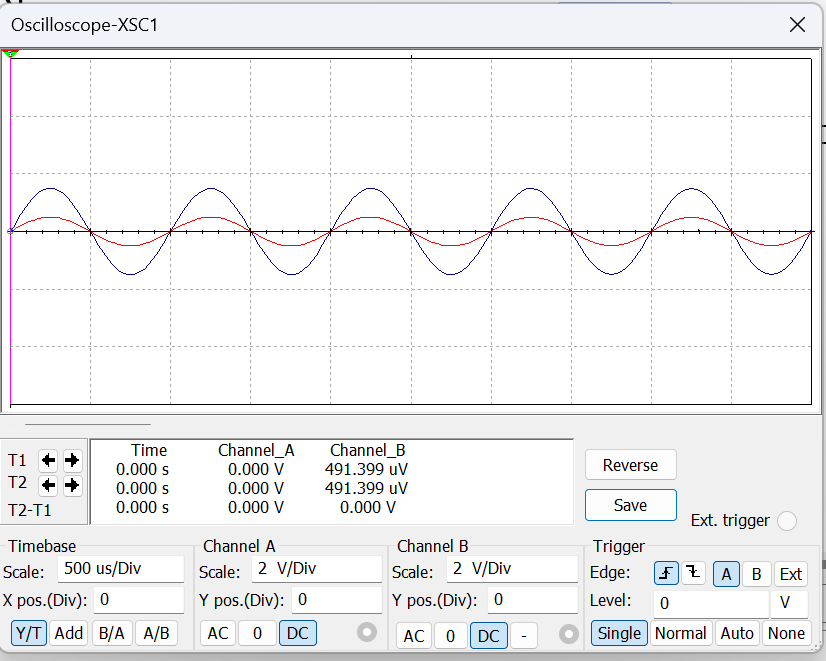 Oscilloscope-XSC1
Time Channel_A Channel_B
T1 0.000 s 0.000 V 491.399 uV
T2 0.000 s 0.000 V 491.399 uV
T2-T1 0.000 s 0.000 V 0.000 V
Reverse
Save
Ext. trigger
Timebase
Scale: 500 us/Div
X pos.(Div): 0
Y/T Add B/A A/B
Channel A
Scale: 2 V/Div
Y pos.(Div): 0
AC 0 DC
Channel B
Scale: 2 V/Div
Y pos.(Div): 0
AC 0 DC -
Trigger
Edge: A B Ext
Level: 0 V
Single Normal Auto None